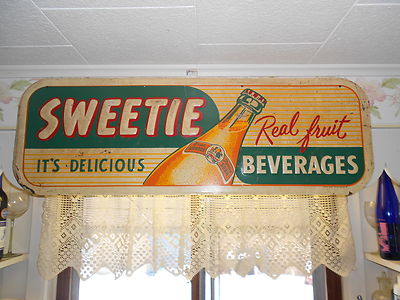 SWEETIE
IT'S DELICIOUS
Real fruit
BEVERAGES